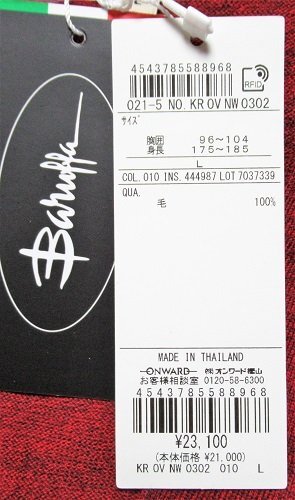 Baruffa
4543785588968
RFID
021-5 NO. KR OV NW 0302
サイズ
胸囲 96〜104
身長 175〜185
L
COL. 010 INS. 444987 LOT 7037339
QUA.
毛 100%
MADE IN THAILAND
ONWARD ㈱オンワード樫山
お客様相談室 0120-58-6300
4543785588968
¥23,100
(本体価格 ¥21,000)
KR OV NW 0302 010 L